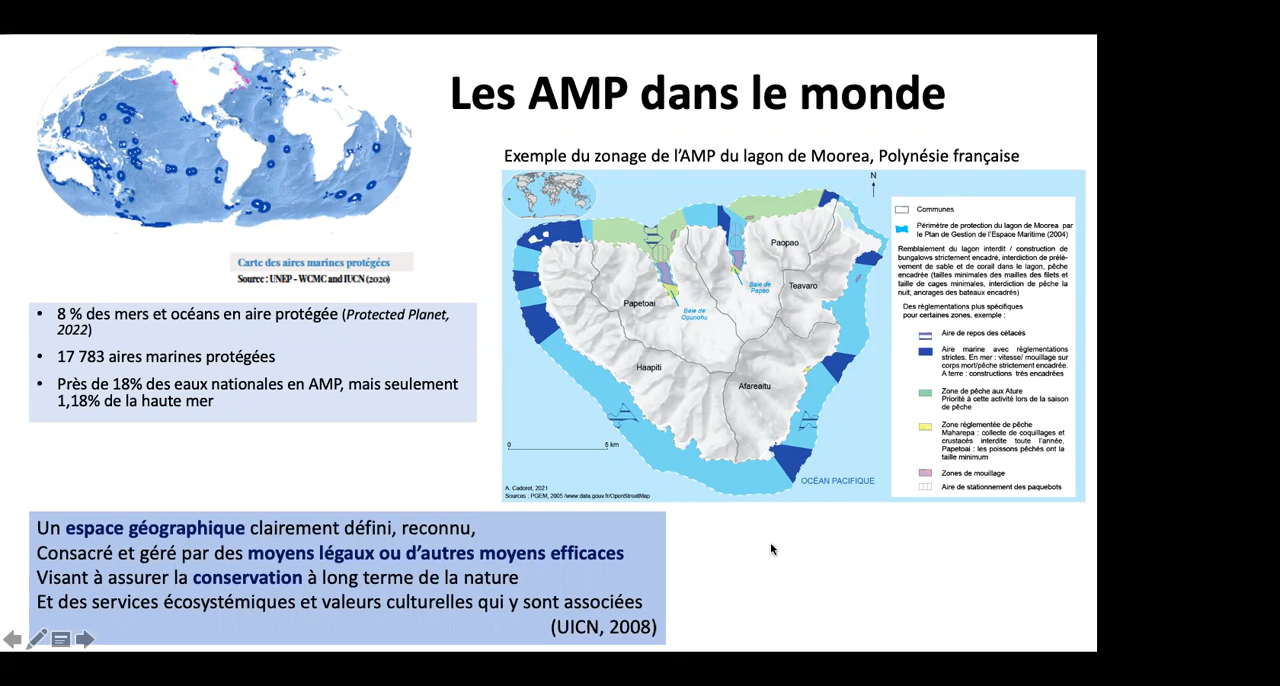 Les AMP dans le monde
Carte des aires marines protégées
Source : UNEP - WCMC and IUCN (2020)
• 8 % des mers et océans en aire protégée (Protected Planet,
2022)
• 17 783 aires marines protégées
• Près de 18% des eaux nationales en AMP, mais seulement
1,18% de la haute mer
Exemple du zonage de l'AMP du lagon de Moorea, Polynésie française
N
Paopao
Teavaro
Papetoai
Baie de
Opunohu
Baie de
Papao
Haapiti
Afareaitu
0
5 km
OCÉAN PACIFIQUE
A. Cadoret, 2021
Sources : PGEM, 2005 /www.data.gouv.fr/OpenStreetMap
Communes
Périmètre de protection du lagon de Moorea par
le Plan de Gestion de l'Espace Maritime (2004)
Remblaiement du lagon interdit / construction de
bungalows strictement encadré, interdiction de prélè-
vement de sable et de corail dans le lagon, pêche
encadrée (tailles minimales des mailles des filets et
taille de cages minimales, interdiction de pêche la
nuit, ancrages des bateaux encadrés)
Des réglementations plus spécifiques
pour certaines zones, exemple :
Aire de repos des cétacés
Aire marine avec réglementations
strictes. En mer : vitesse/ mouillage sur
corps mort/pêche strictement encadrée.
A terre : constructions très encadrées
Zone de pêche aux Ature
Priorité à cette activité lors de la saison
de pêche
Zone règlementée de pêche
Maharepa : collecte de coquillages et
crustacés interdite toute l'année.
Papetoai : les poissons pêchés ont la
taille minimum
Zones de mouillage
Aire de stationnement des paquebots
Un espace géographique clairement défini, reconnu,
Consacré et géré par des moyens légaux ou d'autres moyens efficaces
Visant à assurer la conservation à long terme de la nature
Et des services écosystémiques et valeurs culturelles qui y sont associées
(UICN, 2008)